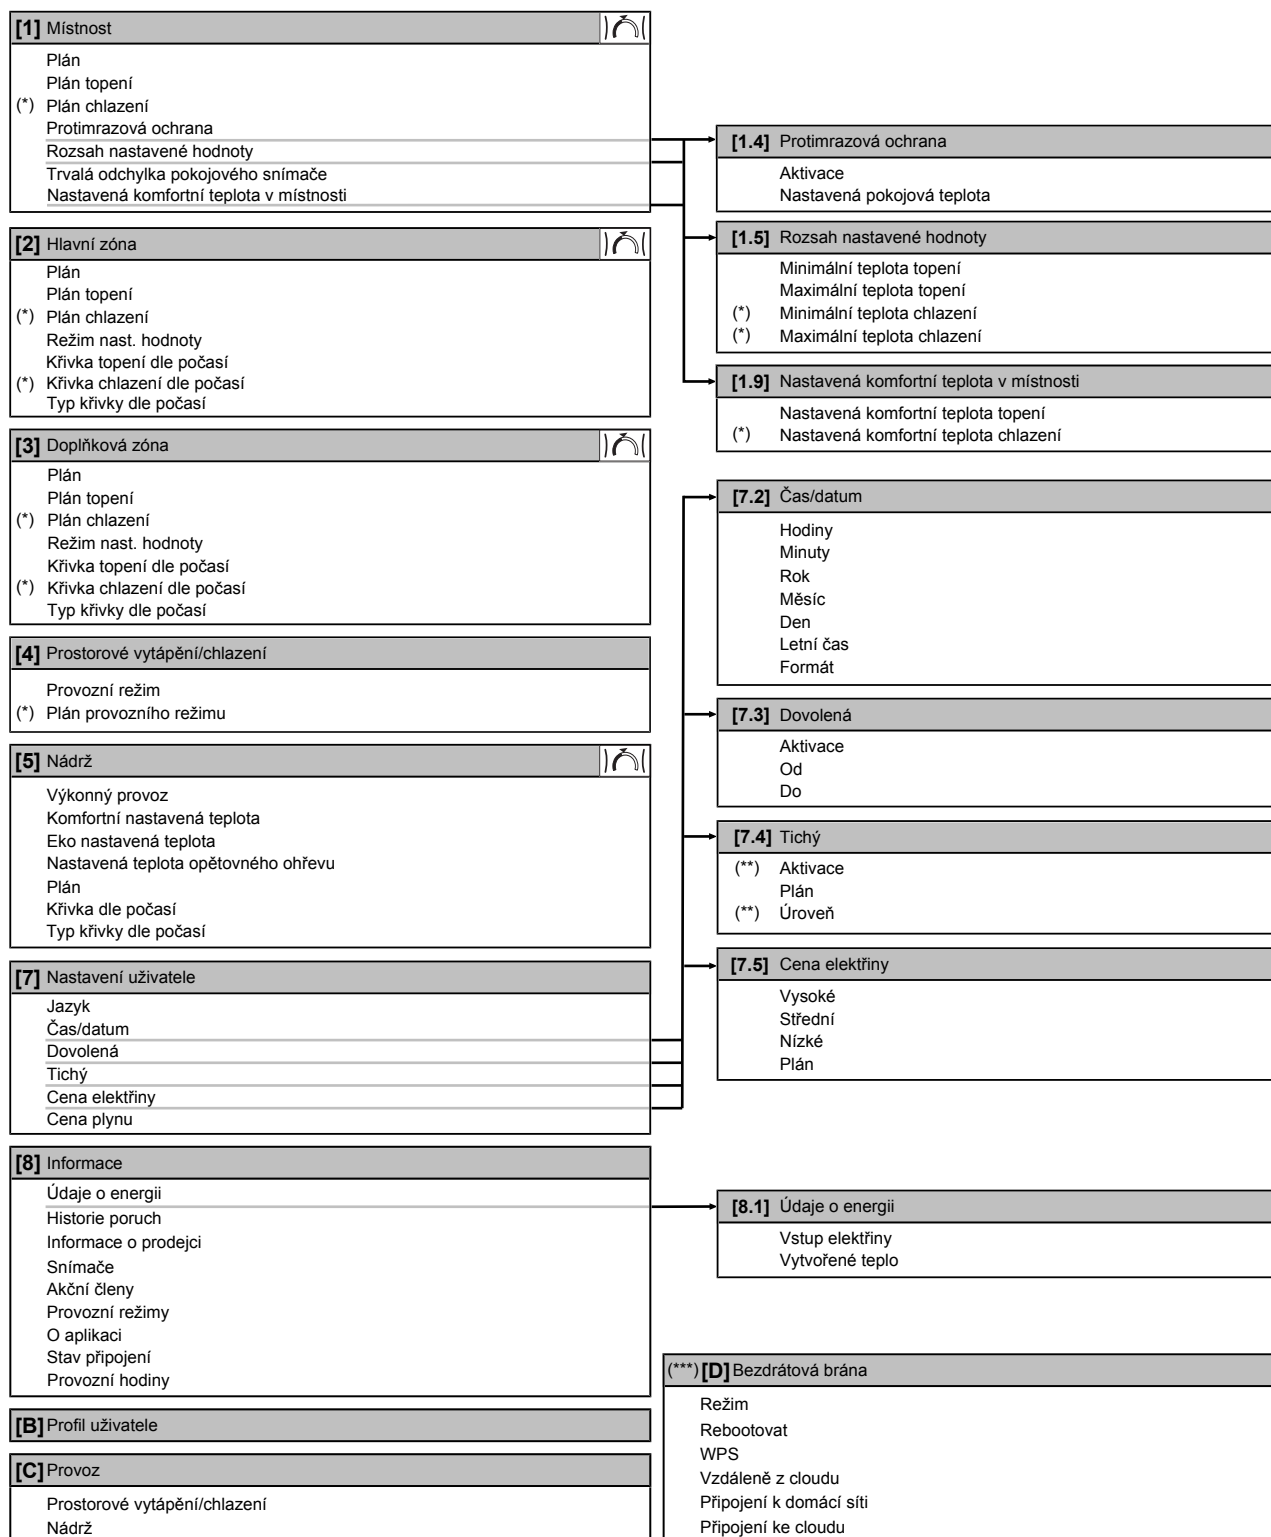 [1] Místnost
Plán
Plán topení
(*) Plán chlazení
Protimrazová ochrana
Rozsah nastavené hodnoty
Trvalá odchylka pokojového snímače
Nastavená komfortní teplota v místnosti
[1.4] Protimrazová ochrana
Aktivace
Nastavená pokojová teplota
[2] Hlavní zóna
Plán
Plán topení
(*) Plán chlazení
Režim nast. hodnoty
Křivka topení dle počasí
(*) Křivka chlazení dle počasí
Typ křivky dle počasí
[1.5] Rozsah nastavené hodnoty
Minimální teplota topení
Maximální teplota topení
(*) Minimální teplota chlazení
(*) Maximální teplota chlazení
[1.9] Nastavená komfortní teplota v místnosti
Nastavená komfortní teplota topení
(*) Nastavená komfortní teplota chlazení
[3] Doplňková zóna
Plán
Plán topení
(*) Plán chlazení
Režim nast. hodnoty
Křivka topení dle počasí
(*) Křivka chlazení dle počasí
Typ křivky dle počasí
[4] Prostorové vytápění/chlazení
Provozní režim
(*) Plán provozního režimu
[7.2] Čas/datum
Hodiny
Minuty
Rok
Měsíc
Den
Letní čas
Formát
[5] Nádrž
Výkonný provoz
Komfortní nastavená teplota
Eko nastavená teplota
Nastavená teplota opětovného ohřevu
Plán
Křivka dle počasí
Typ křivky dle počasí
[7.3] Dovolená
Aktivace
Od
Do
[7.4] Tichý
(**) Aktivace
Plán
(**) Úroveň
[7] Nastavení uživatele
Jazyk
Čas/datum
Dovolená
Tichý
Cena elektřiny
Cena plynu
[7.5] Cena elektřiny
Vysoké
Střední
Nízké
Plán
[8] Informace
Údaje o energii
Historie poruch
Informace o prodejci
Snímače
Akční členy
Provozní režimy
O aplikaci
Stav připojení
Provozní hodiny
[8.1] Údaje o energii
Vstup elektřiny
Vytvořené teplo
[B] Profil uživatele
[C] Provoz
Prostorové vytápění/chlazení
Nádrž
(***) [D] Bezdrátová brána
Režim
Rebootovat
WPS
Vzdáleně z cloudu
Připojení k domácí síti
Připojení ke cloudu